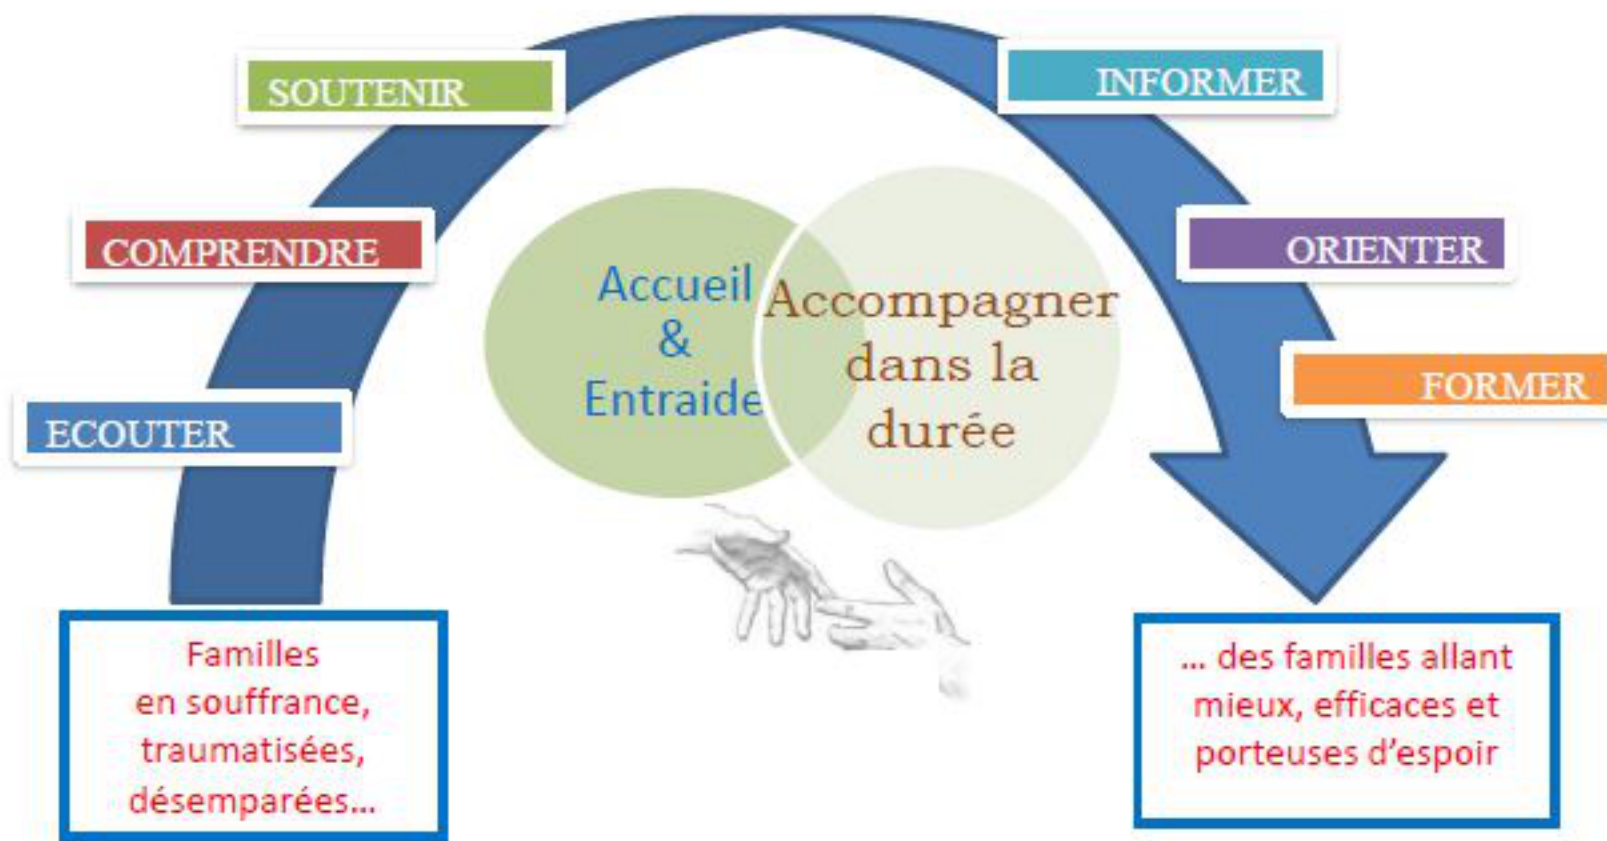 SOUTENIR
INFORMER
COMPRENDRE
ORIENTER
ECOUTER
FORMER
Accueil
&
Entraide
Accompagner
dans la
durée
Familles
en souffrance,
traumatisées,
désemparées...
... des familles allant
mieux, efficaces et
porteuses d’espoir